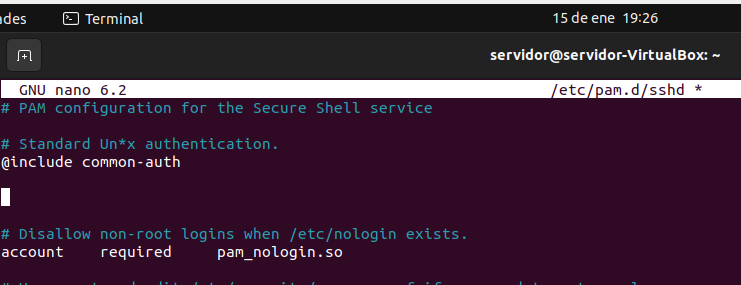 ades Terminal 15 de ene 19:26
servidor@servidor-VirtualBox: ~
GNU nano 6.2 /etc/pam.d/sshd *
# PAM configuration for the Secure Shell service
# Standard Un*x authentication.
@include common-auth
# Disallow non-root logins when /etc/nologin exists.
account required pam_nologin.so